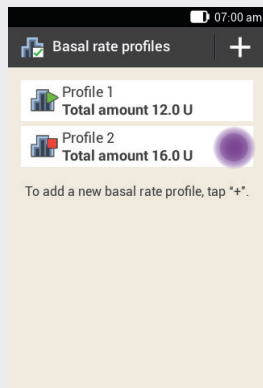 07:00 am
Basal rate profiles
Profile 1
Total amount 12.0 U
Profile 2
Total amount 16.0 U
To add a new basal rate profile, tap “+”.